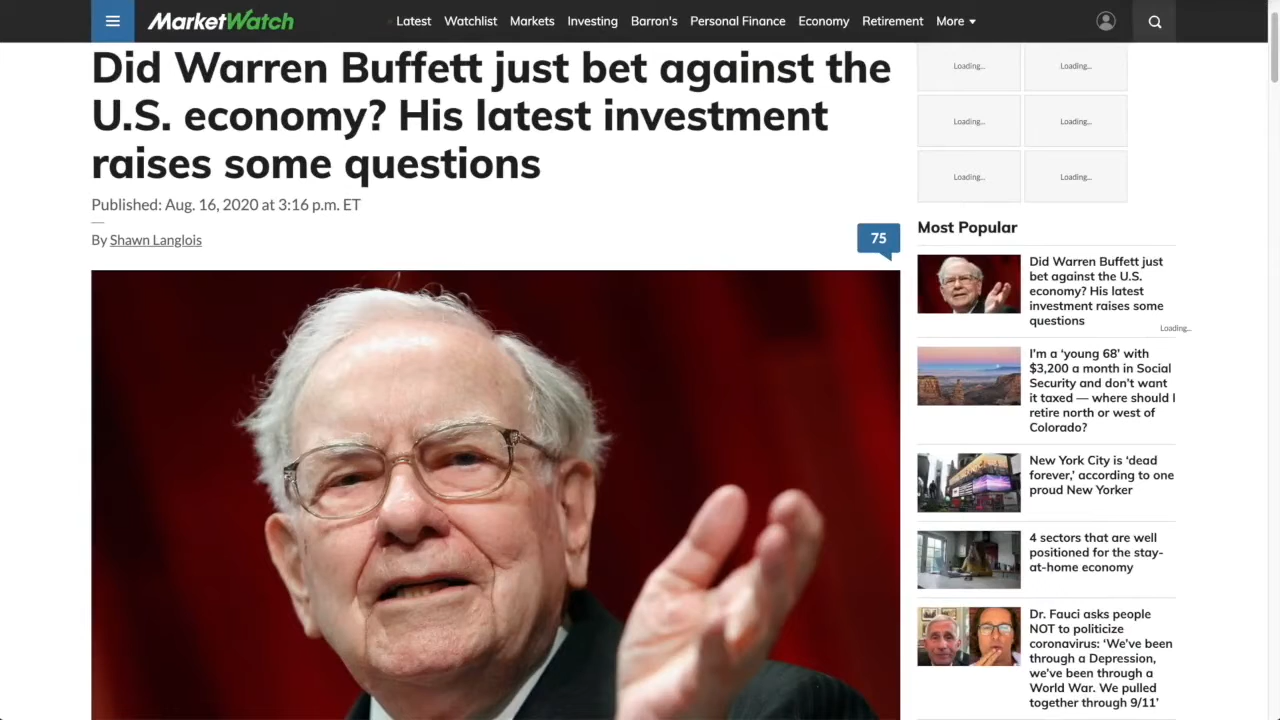 MarketWatch
Latest Watchlist Markets Investing Barron's Personal Finance Economy Retirement More
Did Warren Buffett just bet against the
U.S. economy? His latest investment
raises some questions
Published: Aug. 16, 2020 at 3:16 p.m. ET
By Shawn Langlois
75
Loading...
Loading...
Loading...
Loading...
Loading...
Loading...
Most Popular
Did Warren Buffett just
bet against the U.S.
economy? His latest
investment raises some
questions
Loading...
I'm a ‘young 68’ with
$3,200 a month in Social
Security and don’t want
it taxed — where should I
retire north or west of
Colorado?
New York City is ‘dead
forever,’ according to one
proud New Yorker
4 sectors that are well
positioned for the stay-
at-home economy
Dr. Fauci asks people
NOT to politicize
coronavirus: ‘We’ve been
through a Depression,
we’ve been through a
World War. We pulled
together through 9/11’